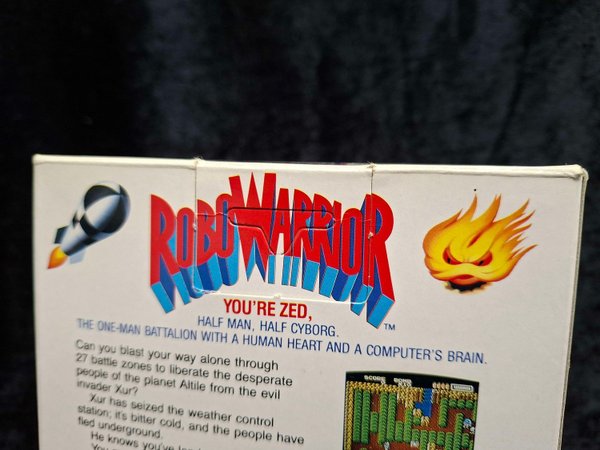 ROBO WARRIOR™
YOU'RE ZED,
HALF MAN, HALF CYBORG.
THE ONE-MAN BATTALION WITH A HUMAN HEART AND A COMPUTER'S BRAIN.
Can you blast your way alone through
27 battle zones to liberate the desperate
people of the planet Altile from the evil
invader Xur?
Xur has seized the weather control
station; it's bitter cold, and the people have
fled underground.
He knows you've
SCORE